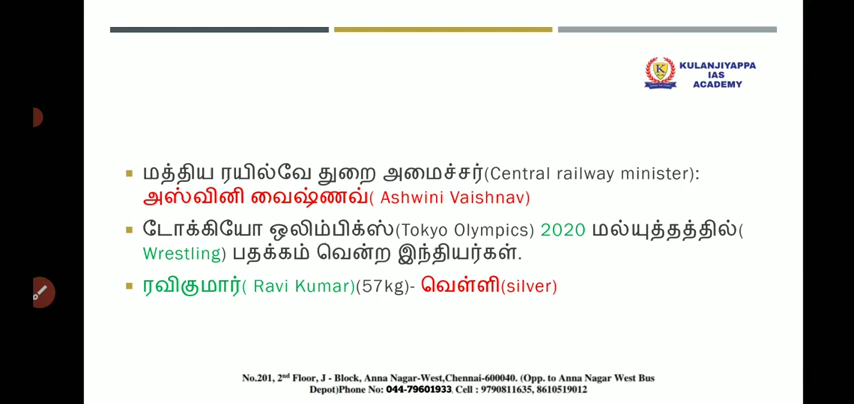 KULANJIYAPPA
IAS
ACADEMY
மத்திய ரயில்வே துறை அமைச்சர்(Central railway minister):
அஸ்வினி வைஷ்ணவ்( Ashwini Vaishnav)
டோக்கியோ ஒலிம்பிக்ஸ்(Tokyo Olympics) 2020 மல்யுத்தத்தில்(
Wrestling) பதக்கம் வென்ற இந்தியர்கள்.
ரவிகுமார்( Ravi Kumar)(57kg)- வெள்ளி(silver)
No.201, 2nd Floor, J - Block, Anna Nagar-West,Chennai-600040. (Opp. to Anna Nagar West Bus
Depot)Phone No: 044-79601933, Cell : 9790811635, 8610519012